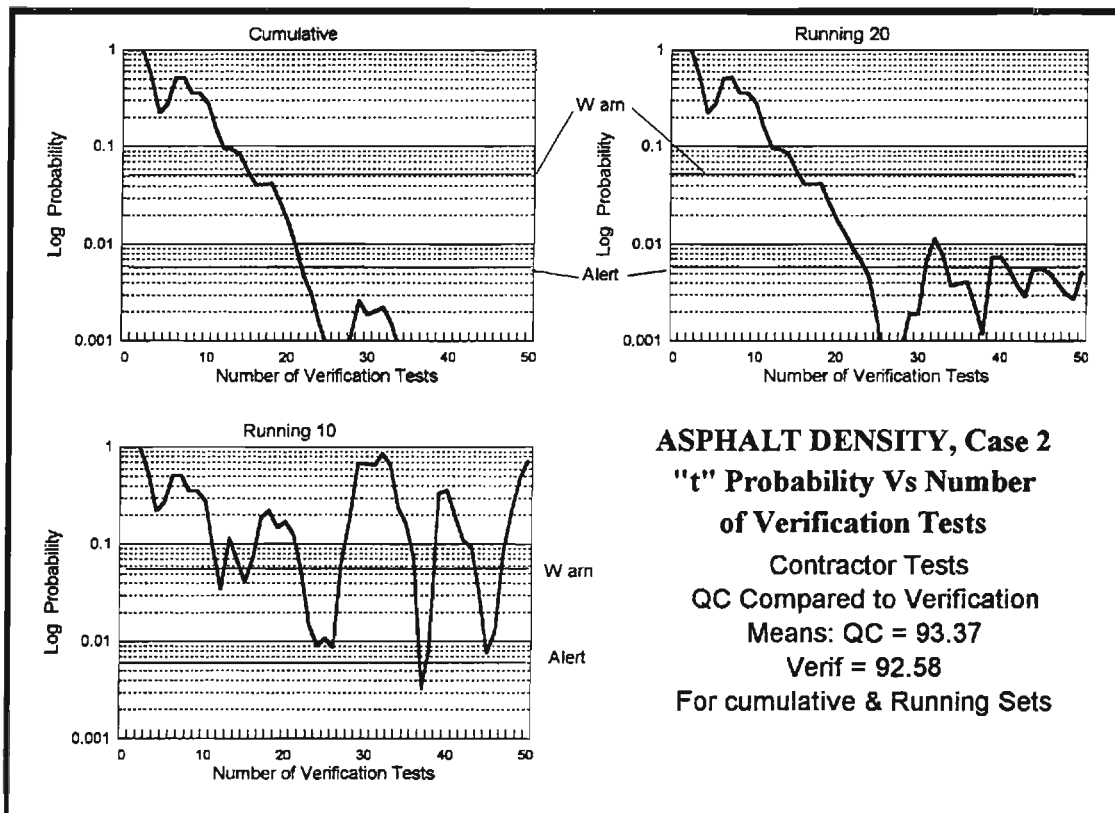 Cumulative
1
0.1
0.01
0.001
Log Probability
0 10 20 30 40 50
Number of Verification Tests
Warn
Alert
Running 20
1
0.1
0.01
0.001
Log Probability
0 10 20 30 40 50
Number of Verification Tests
Running 10
1
0.1
0.01
0.001
Log Probability
0 10 20 30 40 50
Number of Verification Tests
Warn
Alert
ASPHALT DENSITY, Case 2
"t" Probability Vs Number
of Verification Tests
Contractor Tests
QC Compared to Verification
Means: QC = 93.37
Verif = 92.58
For cumulative & Running Sets